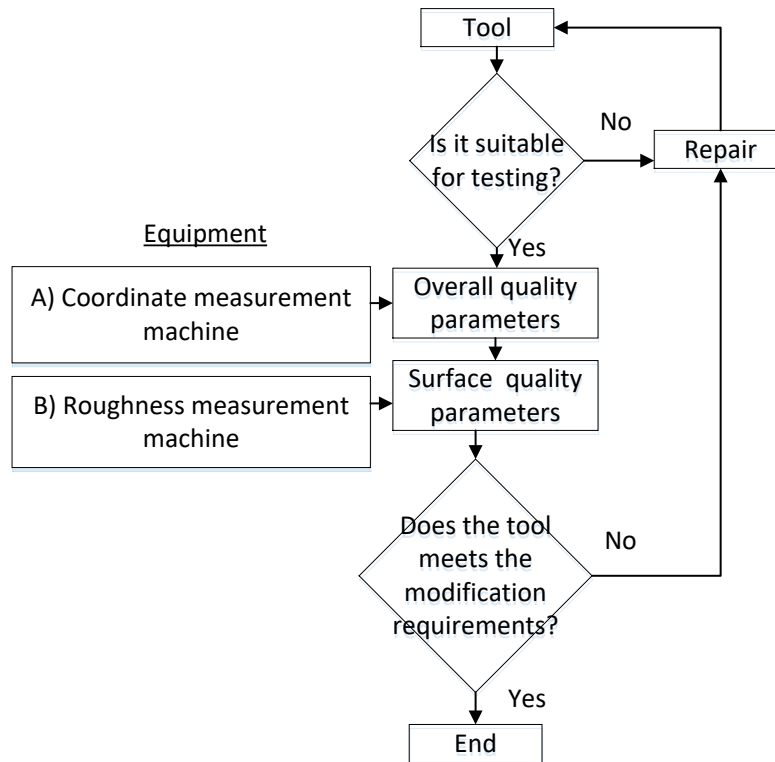 Tool
Is it suitable
for testing?
No
Repair
Yes
Equipment
A) Coordinate measurement
machine
Overall quality
parameters
B) Roughness measurement
machine
Surface quality
parameters
Does the tool
meets the
modification
requirements?
No
Yes
End